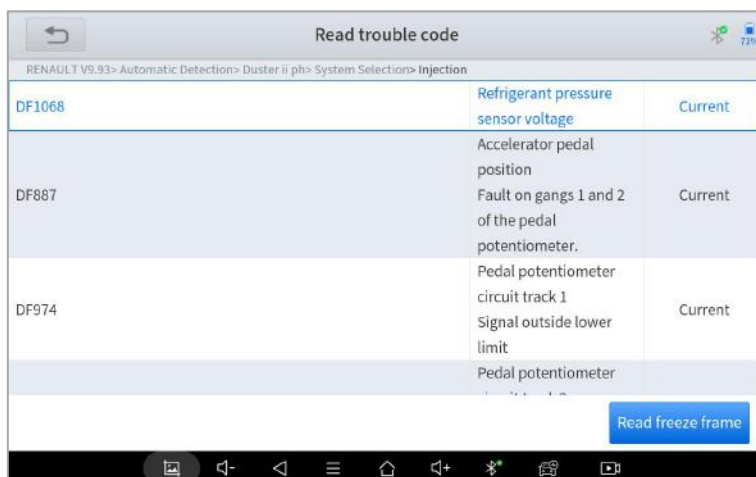 Read trouble code
73%
RENAULT V9.93> Automatic Detection> Duster ii ph> System Selection> Injection
DF1068
Refrigerant pressure
sensor voltage
Current
DF887
Accelerator pedal
position
Fault on gangs 1 and 2
of the pedal
potentiometer.
Current
DF974
Pedal potentiometer
circuit track 1
Signal outside lower
limit
Current
Pedal potentiometer
Read freeze frame